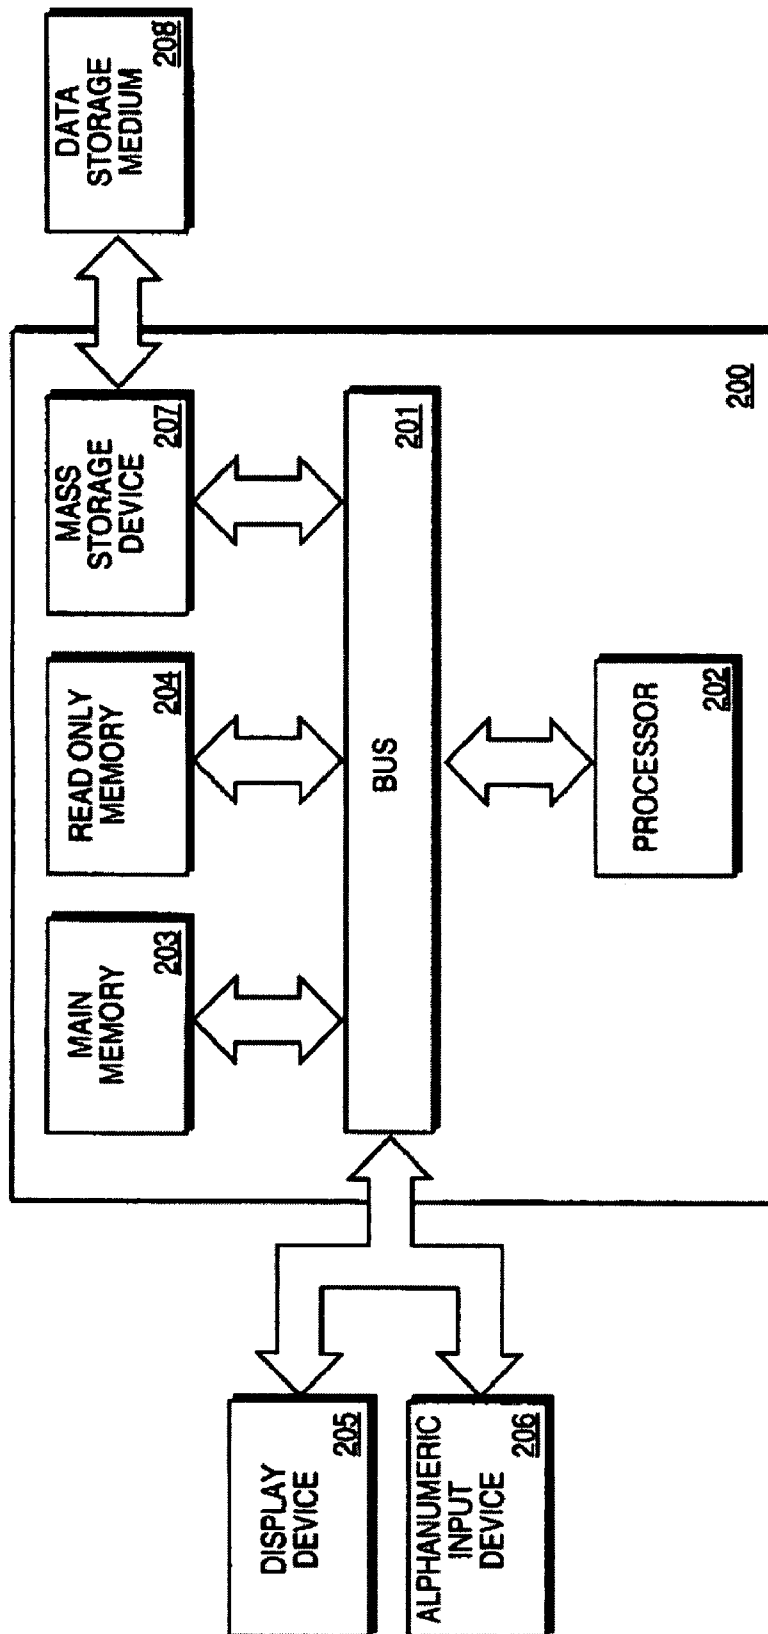 MAIN
MEMORY
203
READ ONLY
MEMORY
204
MASS
STORAGE
DEVICE
207
DATA
STORAGE
MEDIUM
208
DISPLAY
DEVICE
205
BUS
201
ALPHANUMERIC
INPUT
DEVICE
206
PROCESSOR
202
200